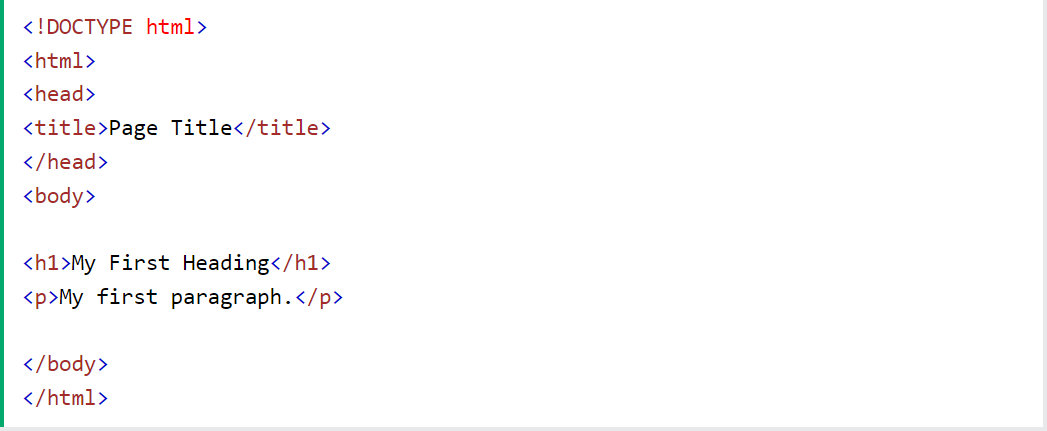 <!DOCTYPE html>
<html>
<head>
<title>Page Title</title>
</head>
<body>
<h1>My First Heading</h1>
<p>My first paragraph.</p>
</body>
</html>